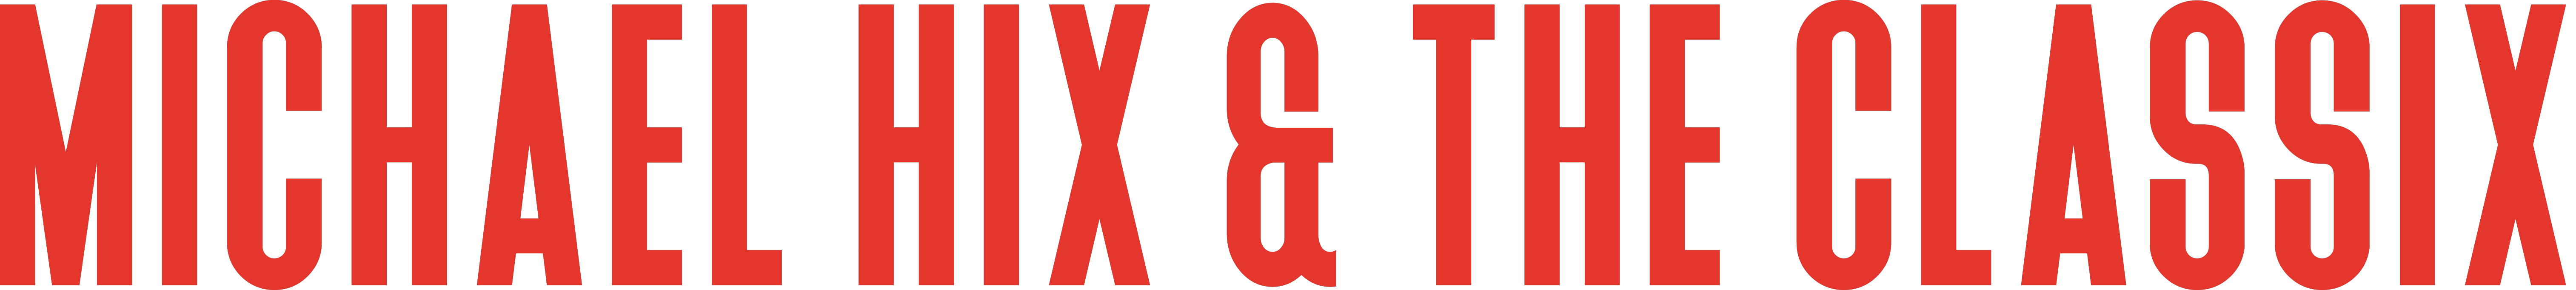 MICHAEL HIX & THE CLASSIX